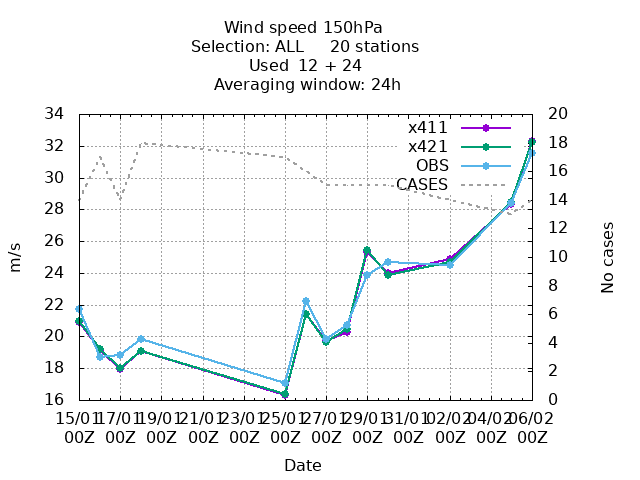 Wind speed 150hPa
Selection: ALL 20 stations
Used 12 + 24
Averaging window: 24h
34
32
30
28
26
24
22
20
18
16
20
18
16
14
12
10
8
6
4
2
0
m/s
No cases
x411
x421
OBS
CASES
15/01 17/01 19/01 21/01 23/01 25/01 27/01 29/01 31/01 02/02 04/02 06/02
00Z 00Z 00Z 00Z 00Z 00Z 00Z 00Z 00Z 00Z 00Z 00Z
Date